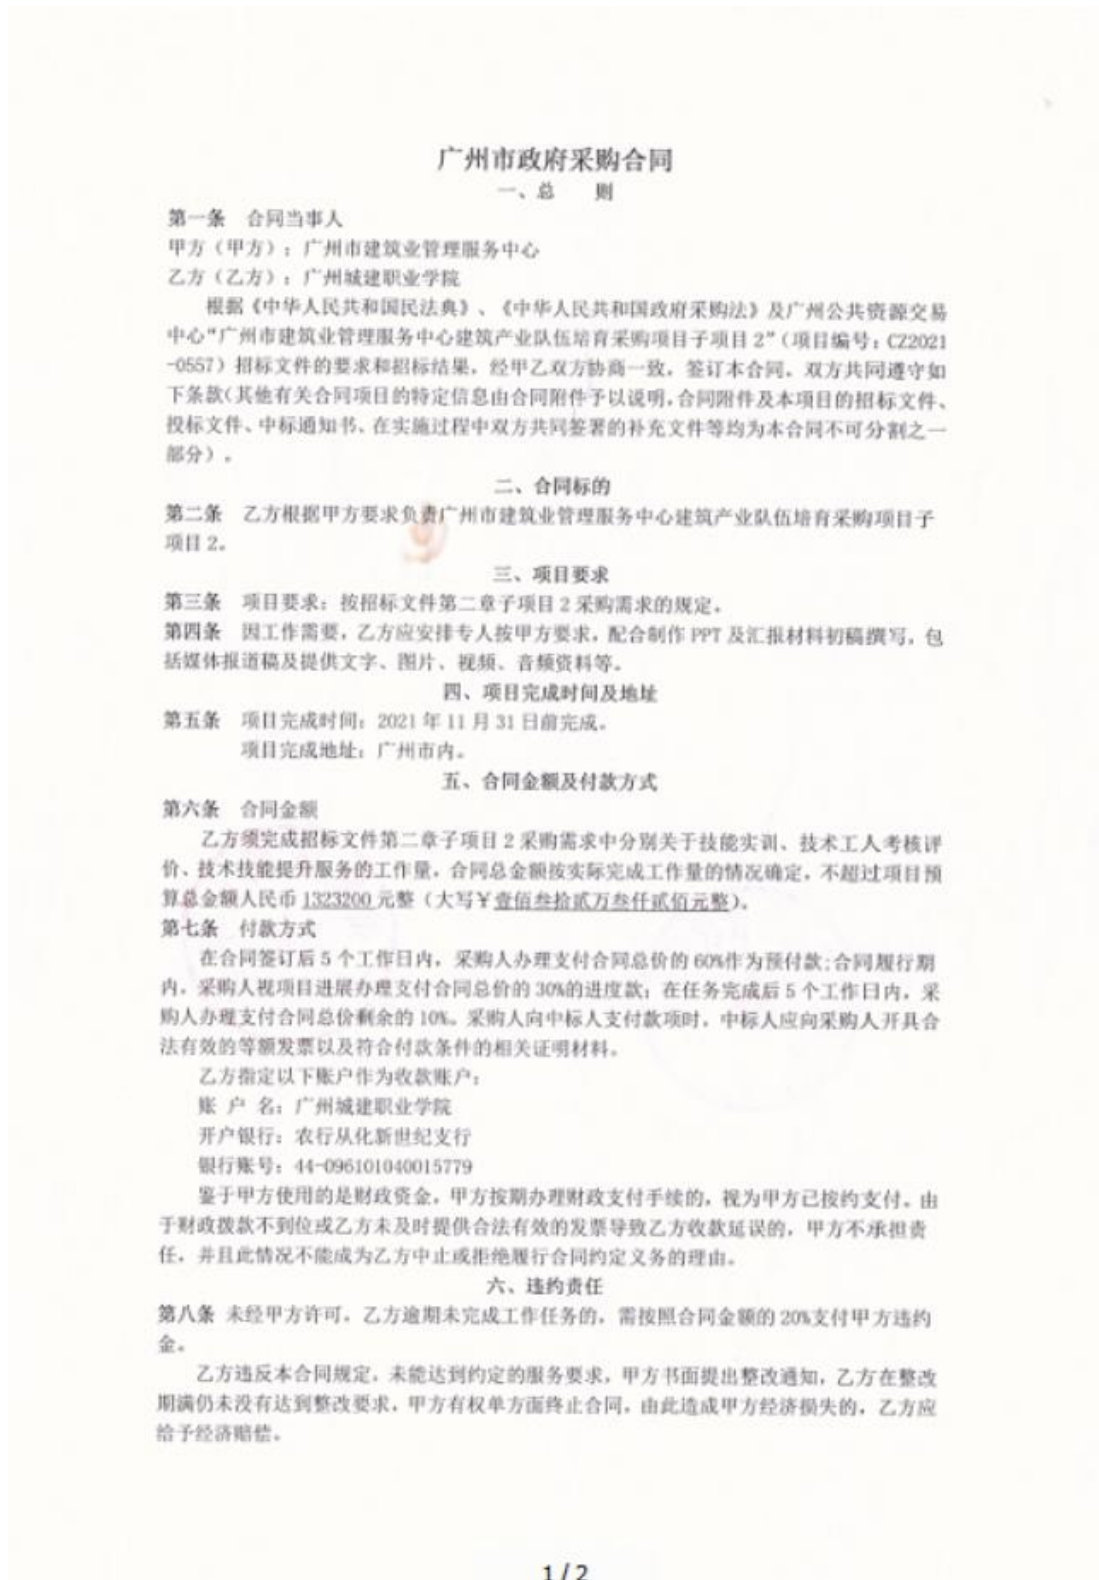 广州市政府采购合同
一、总　　则
第一条　合同当事人
甲方（甲方）：广州市建筑业管理服务中心
乙方（乙方）：广州城建职业学院
根据《中华人民共和国民法典》、《中华人民共和国政府采购法》及广州公共资源交易
中心“广州市建筑业管理服务中心建筑产业队伍培育采购项目子项目2”（项目编号：CZ2021
-0557）招标文件的要求和招标结果，经甲乙双方协商一致，签订本合同。双方共同遵守如
下条款（其他有关合同项目的特定信息由合同附件予以说明，合同附件及本项目的招标文件、
投标文件、中标通知书、在实施过程中双方共同签署的补充文件等均为本合同不可分割之一
部分）。
二、合同标的
第二条　乙方根据甲方要求负责广州市建筑业管理服务中心建筑产业队伍培育采购项目子
项目2。
三、项目要求
第三条　项目要求：按招标文件第二章子项目2采购需求的规定。
第四条　因工作需要，乙方应安排专人按甲方要求，配合制作PPT及汇报材料初稿撰写，包
括媒体报道稿及提供文字、图片、视频、音频资料等。
四、项目完成时间及地址
第五条　项目完成时间：2021年11月31日前完成。
项目完成地址：广州市内。
五、合同金额及付款方式
第六条　合同金额
乙方须完成招标文件第二章子项目2采购需求中分别关于技能实训、技术工人考核评
价、技术技能提升服务的工作量，合同总金额按实际完成工作量的情况确定，不超过项目预
算总金额人民币1323200元整（大写￥壹佰叁拾贰万叁仟贰佰元整）。
第七条　付款方式
在合同签订后5个工作日内，采购人办理支付合同总价的60%作为预付款;合同履行期
内，采购人视项目进展办理支付合同总价的30%的进度款；在任务完成后5个工作日内，采
购人办理支付合同总价剩余的10%。采购人向中标人支付款项时，中标人应向采购人开具合
法有效的等额发票以及符合付款条件的相关证明材料。
乙方指定以下账户作为收款账户：
账 户 名：广州城建职业学院
开户银行：农行从化新世纪支行
银行账号：44-096101040015779
鉴于甲方使用的是财政资金，甲方按期办理财政支付手续的，视为甲方已按约支付。由
于财政拨款不到位或乙方未及时提供合法有效的发票导致乙方收款延误的，甲方不承担责
任，并且此情况不能成为乙方中止或拒绝履行合同约定义务的理由。
六、违约责任
第八条 未经甲方许可，乙方逾期未完成工作任务的，需按照合同金额的20%支付甲方违约
金。
乙方违反本合同规定，未能达到约定的服务要求，甲方书面提出整改通知，乙方在整改
期满仍未没有达到整改要求，甲方有权单方面终止合同，由此造成甲方经济损失的，乙方应
给予经济赔偿。
1/2